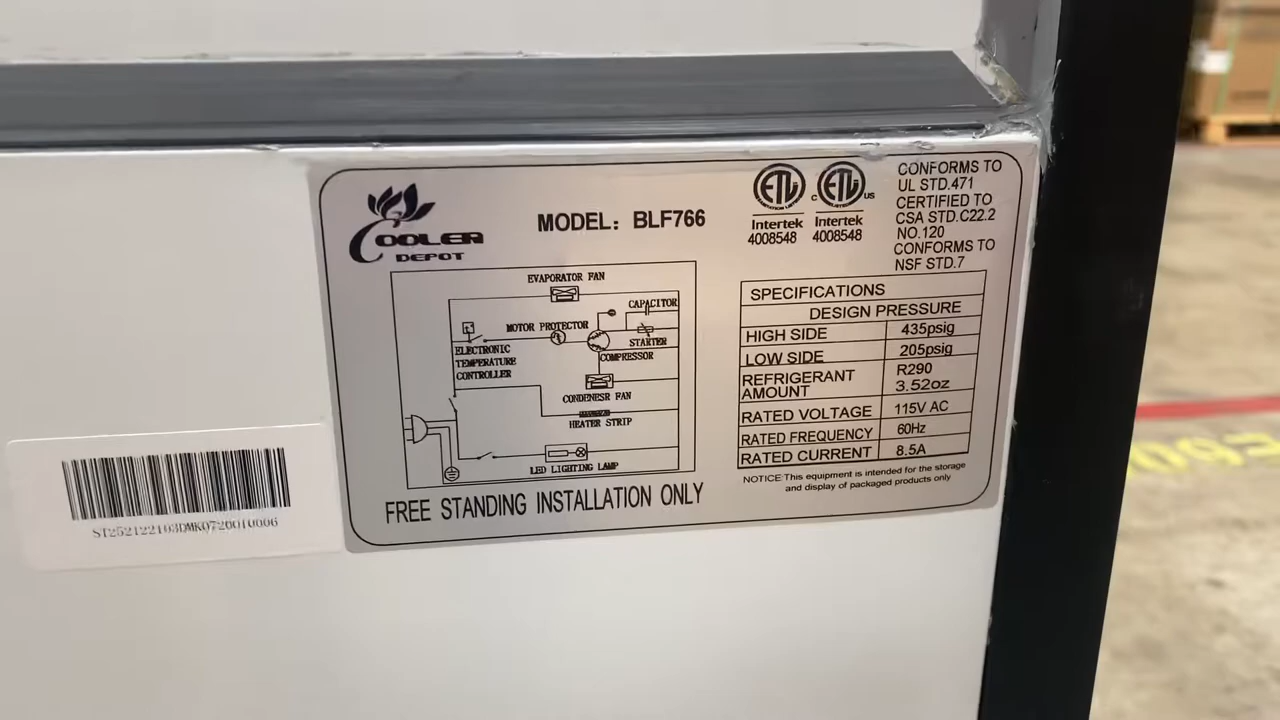 COOLER
DEPOT
MODEL: BLF766
ETL
Intertek
4008548
C ETL US
Intertek
4008548
CONFORMS TO
UL STD.471
CERTIFIED TO
CSA STD.C22.2
NO.120
CONFORMS TO
NSF STD.7
EVAPORATOR FAN
CAPACITOR
MOTOR PROTECTOR
STARTER
COMPRESSOR
ELECTRONIC
TEMPERATURE
CONTROLLER
CONDENESR FAN
HEATER STRIP
LED LIGHTING LAMP
SPECIFICATIONS
DESIGN PRESSURE
HIGH SIDE 435psig
LOW SIDE 205psig
REFRIGERANT AMOUNT R290 3.52oz
RATED VOLTAGE 115V AC
RATED FREQUENCY 60Hz
RATED CURRENT 8.5A
NOTICE:This equipment is intended for the storage
and display of packaged products only
FREE STANDING INSTALLATION ONLY